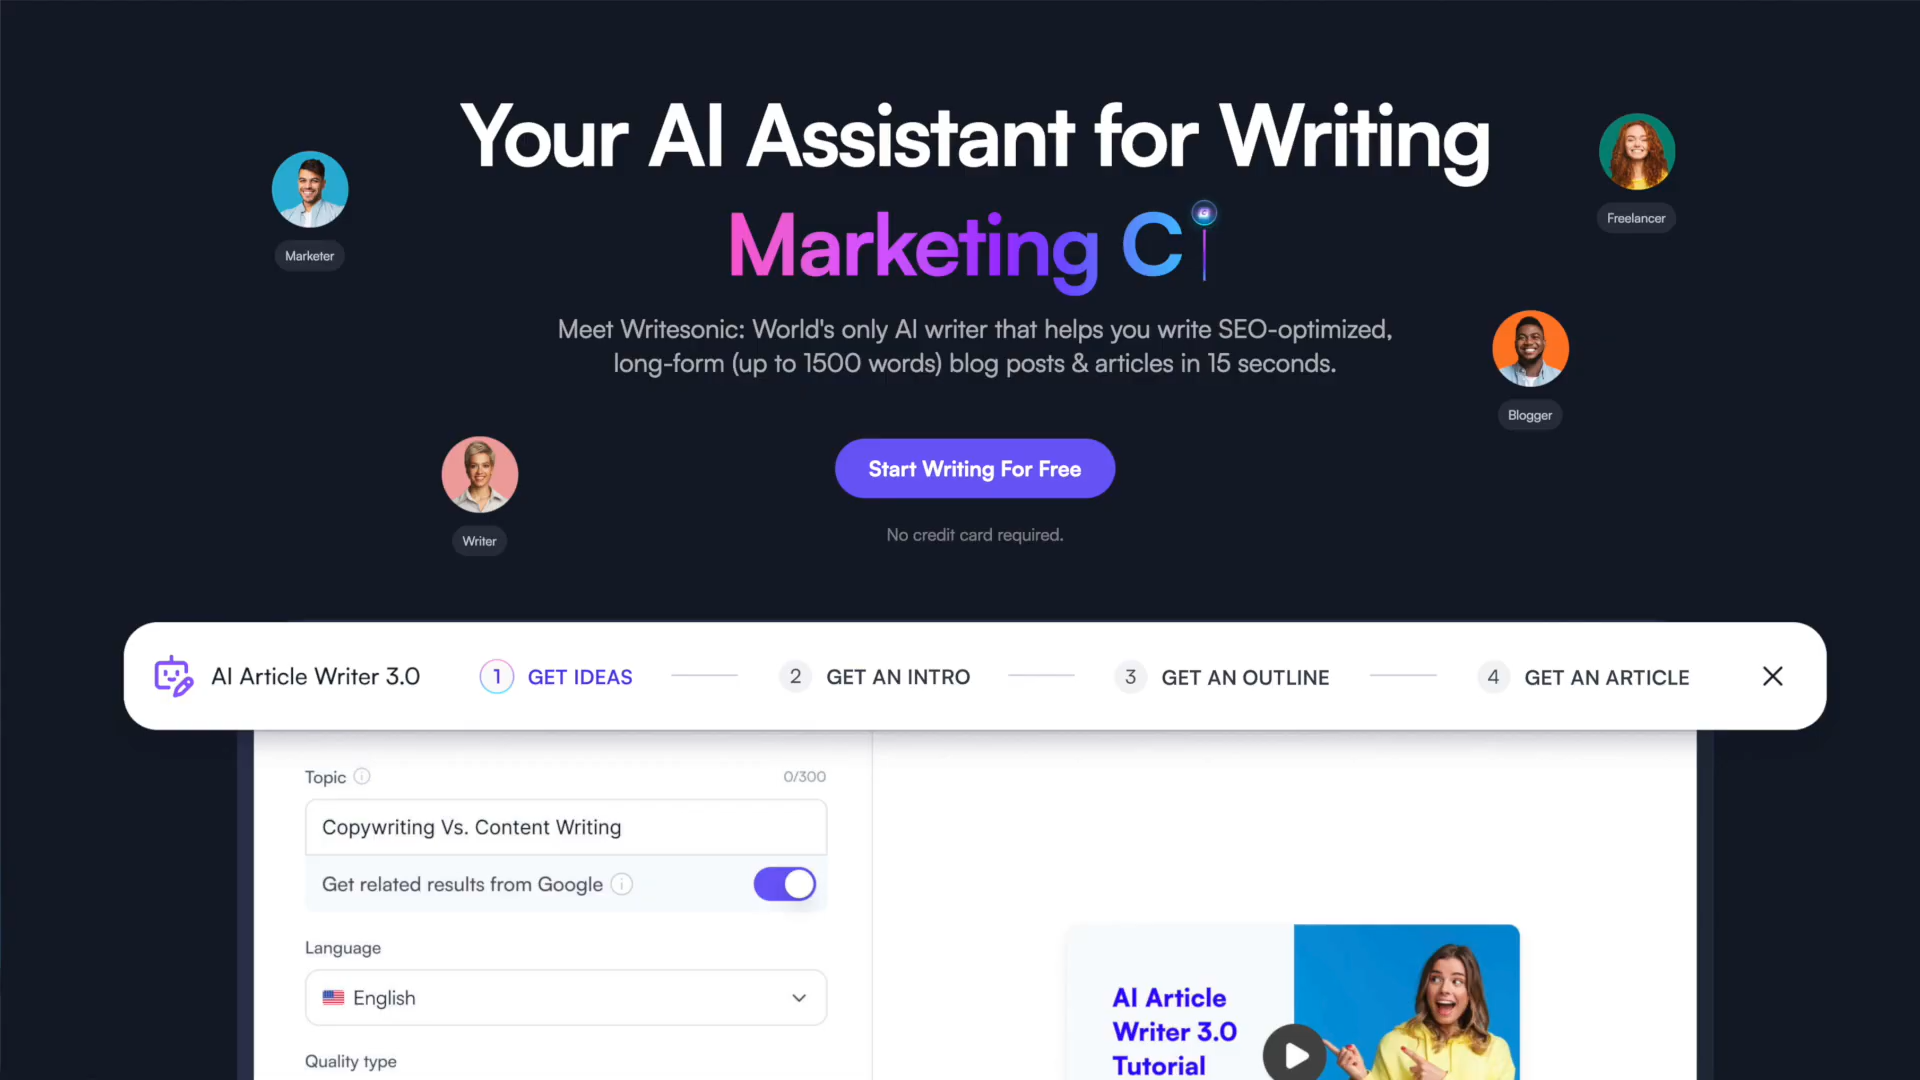 Your AI Assistant for Writing
Marketing C
Meet Writesonic: World's only AI writer that helps you write SEO-optimized,
long-form (up to 1500 words) blog posts & articles in 15 seconds.
Start Writing For Free
No credit card required.
Marketer
Writer
Freelancer
Blogger
AI Article Writer 3.0
1 GET IDEAS
2 GET AN INTRO
3 GET AN OUTLINE
4 GET AN ARTICLE
Topic
0/300
Copywriting Vs. Content Writing
Get related results from Google
Language
English
Quality type
AI Article
Writer 3.0
Tutorial